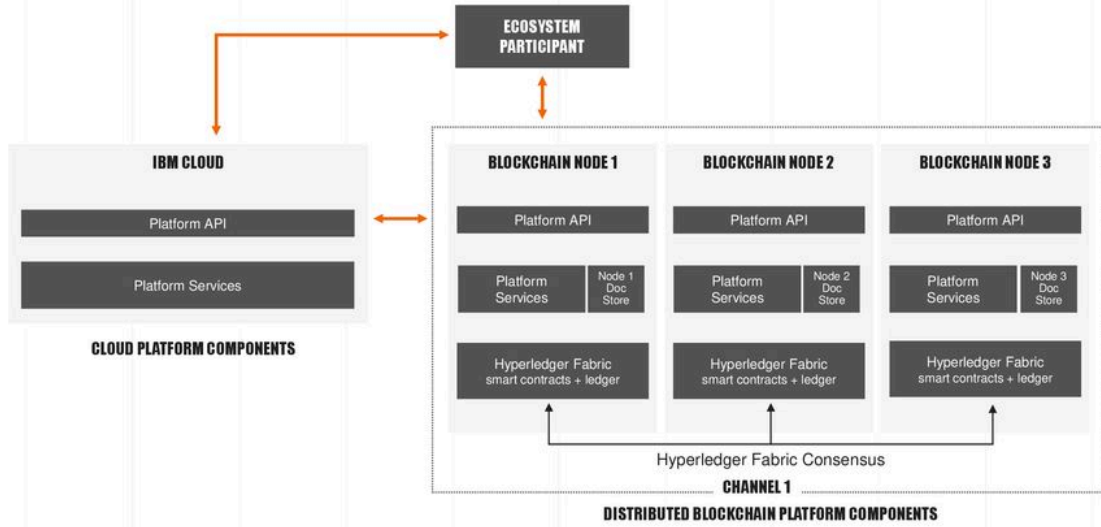 ECOSYSTEM
PARTICIPANT
IBM CLOUD
Platform API
Platform Services
CLOUD PLATFORM COMPONENTS
BLOCKCHAIN NODE 1
Platform API
Platform
Services
Node 1
Doc
Store
Hyperledger Fabric
smart contracts + ledger
BLOCKCHAIN NODE 2
Platform API
Platform
Services
Node 2
Doc
Store
Hyperledger Fabric
smart contracts + ledger
BLOCKCHAIN NODE 3
Platform API
Platform
Services
Node 3
Doc
Store
Hyperledger Fabric
smart contracts + ledger
Hyperledger Fabric Consensus
CHANNEL 1
DISTRIBUTED BLOCKCHAIN PLATFORM COMPONENTS